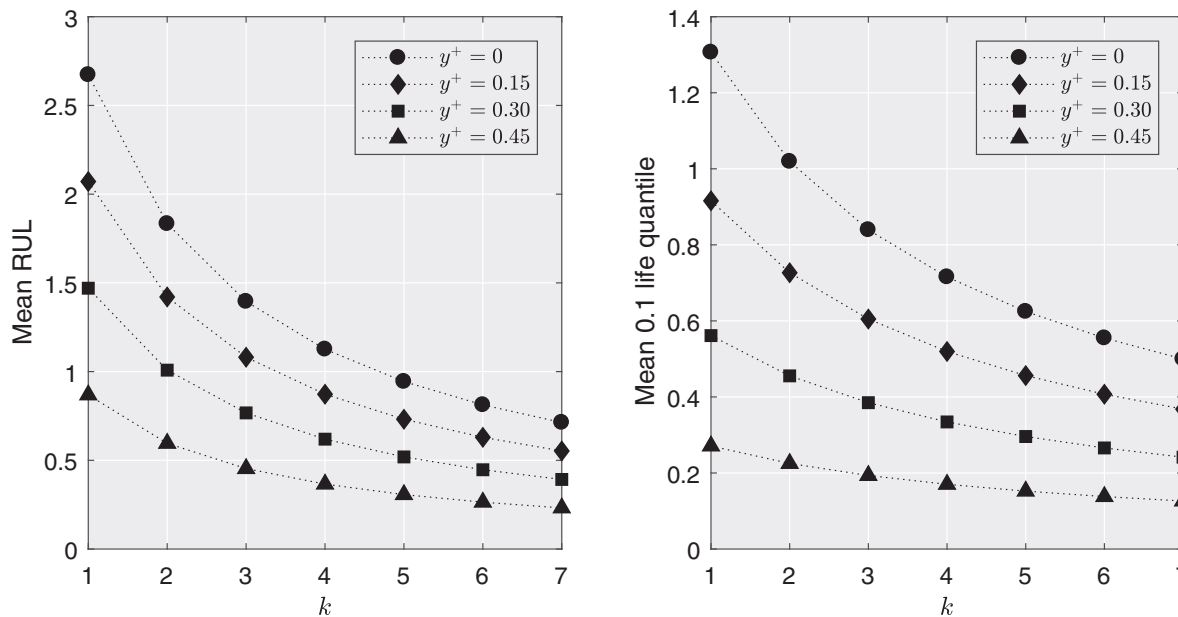 3
2.5
2
1.5
1
0.5
0
Mean RUL
1 2 3 4 5 6 7
k
y⁺ = 0
y⁺ = 0.15
y⁺ = 0.30
y⁺ = 0.45
1.4
1.2
1
0.8
0.6
0.4
0.2
0
Mean 0.1 life quantile
1 2 3 4 5 6
k
y⁺ = 0
y⁺ = 0.15
y⁺ = 0.30
y⁺ = 0.45